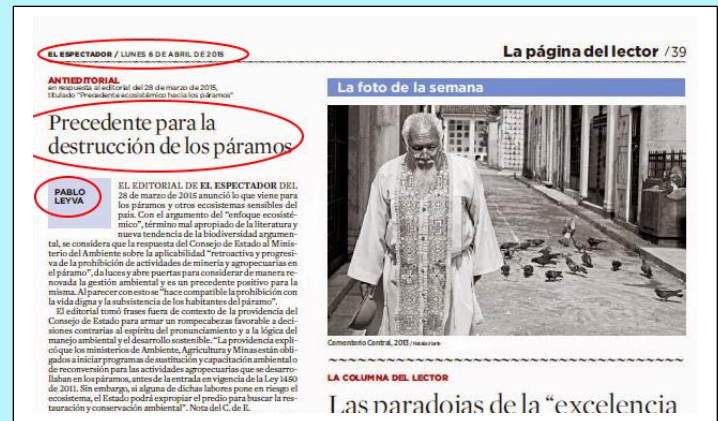 EL ESPECTADOR / LUNES 6 DE ABRIL DE 2015
La página del lector / 39
ANTIEDITORIAL
en respuesta al editorial del 28 de marzo de 2015,
titulado "Precedente ecosistémico hacia los páramos"
Precedente para la
destrucción de los páramos
PABLO
LEYVA
EL EDITORIAL DE EL ESPECTADOR DEL
28 de marzo de 2015 anunció lo que viene para
los páramos y otros ecosistemas sensibles del
país. Con el argumento del "enfoque ecosisté-
mico", término mal apropiado de la literatura y
nueva tendencia de la biodiversidad argumen-
tal, se considera que la respuesta del Consejo de Estado al Minis-
terio del Ambiente sobre la aplicabilidad "retroactiva y progresi-
va de la prohibición de actividades de minería y agropecuarias en
el páramo", da luces y abre puertas para considerar de manera re-
novada la gestión ambiental y es un precedente positivo para la
misma. Al parecer con esto se "hace compatible la prohibición con
la vida digna y la subsistencia de los habitantes del páramo".
El editorial tomó frases fuera de contexto de la providencia del
Consejo de Estado para armar un rompecabezas favorable a deci-
siones contrarias al espíritu del pronunciamiento y a la lógica del
manejo ambiental y el desarrollo sostenible. "La providencia expli-
có que los ministerios de Ambiente, Agricultura y Minas están obli-
gados a iniciar programas de sustitución y capacitación ambiental o
de reconversión para las actividades agropecuarias que se desarro-
llaban en los páramos, antes de la entrada en vigencia de la Ley 1450
de 2011. Sin embargo, si alguna de dichas labores pone en riesgo el
ecosistema, el Estado podrá expropiar el predio para buscar la res-
tauración y conservación ambiental". Nota del C. de E.
La foto de la semana
Cementerio Central, 2013 /
LA COLUMNA DEL LECTOR
Las paradojas de la "excelencia